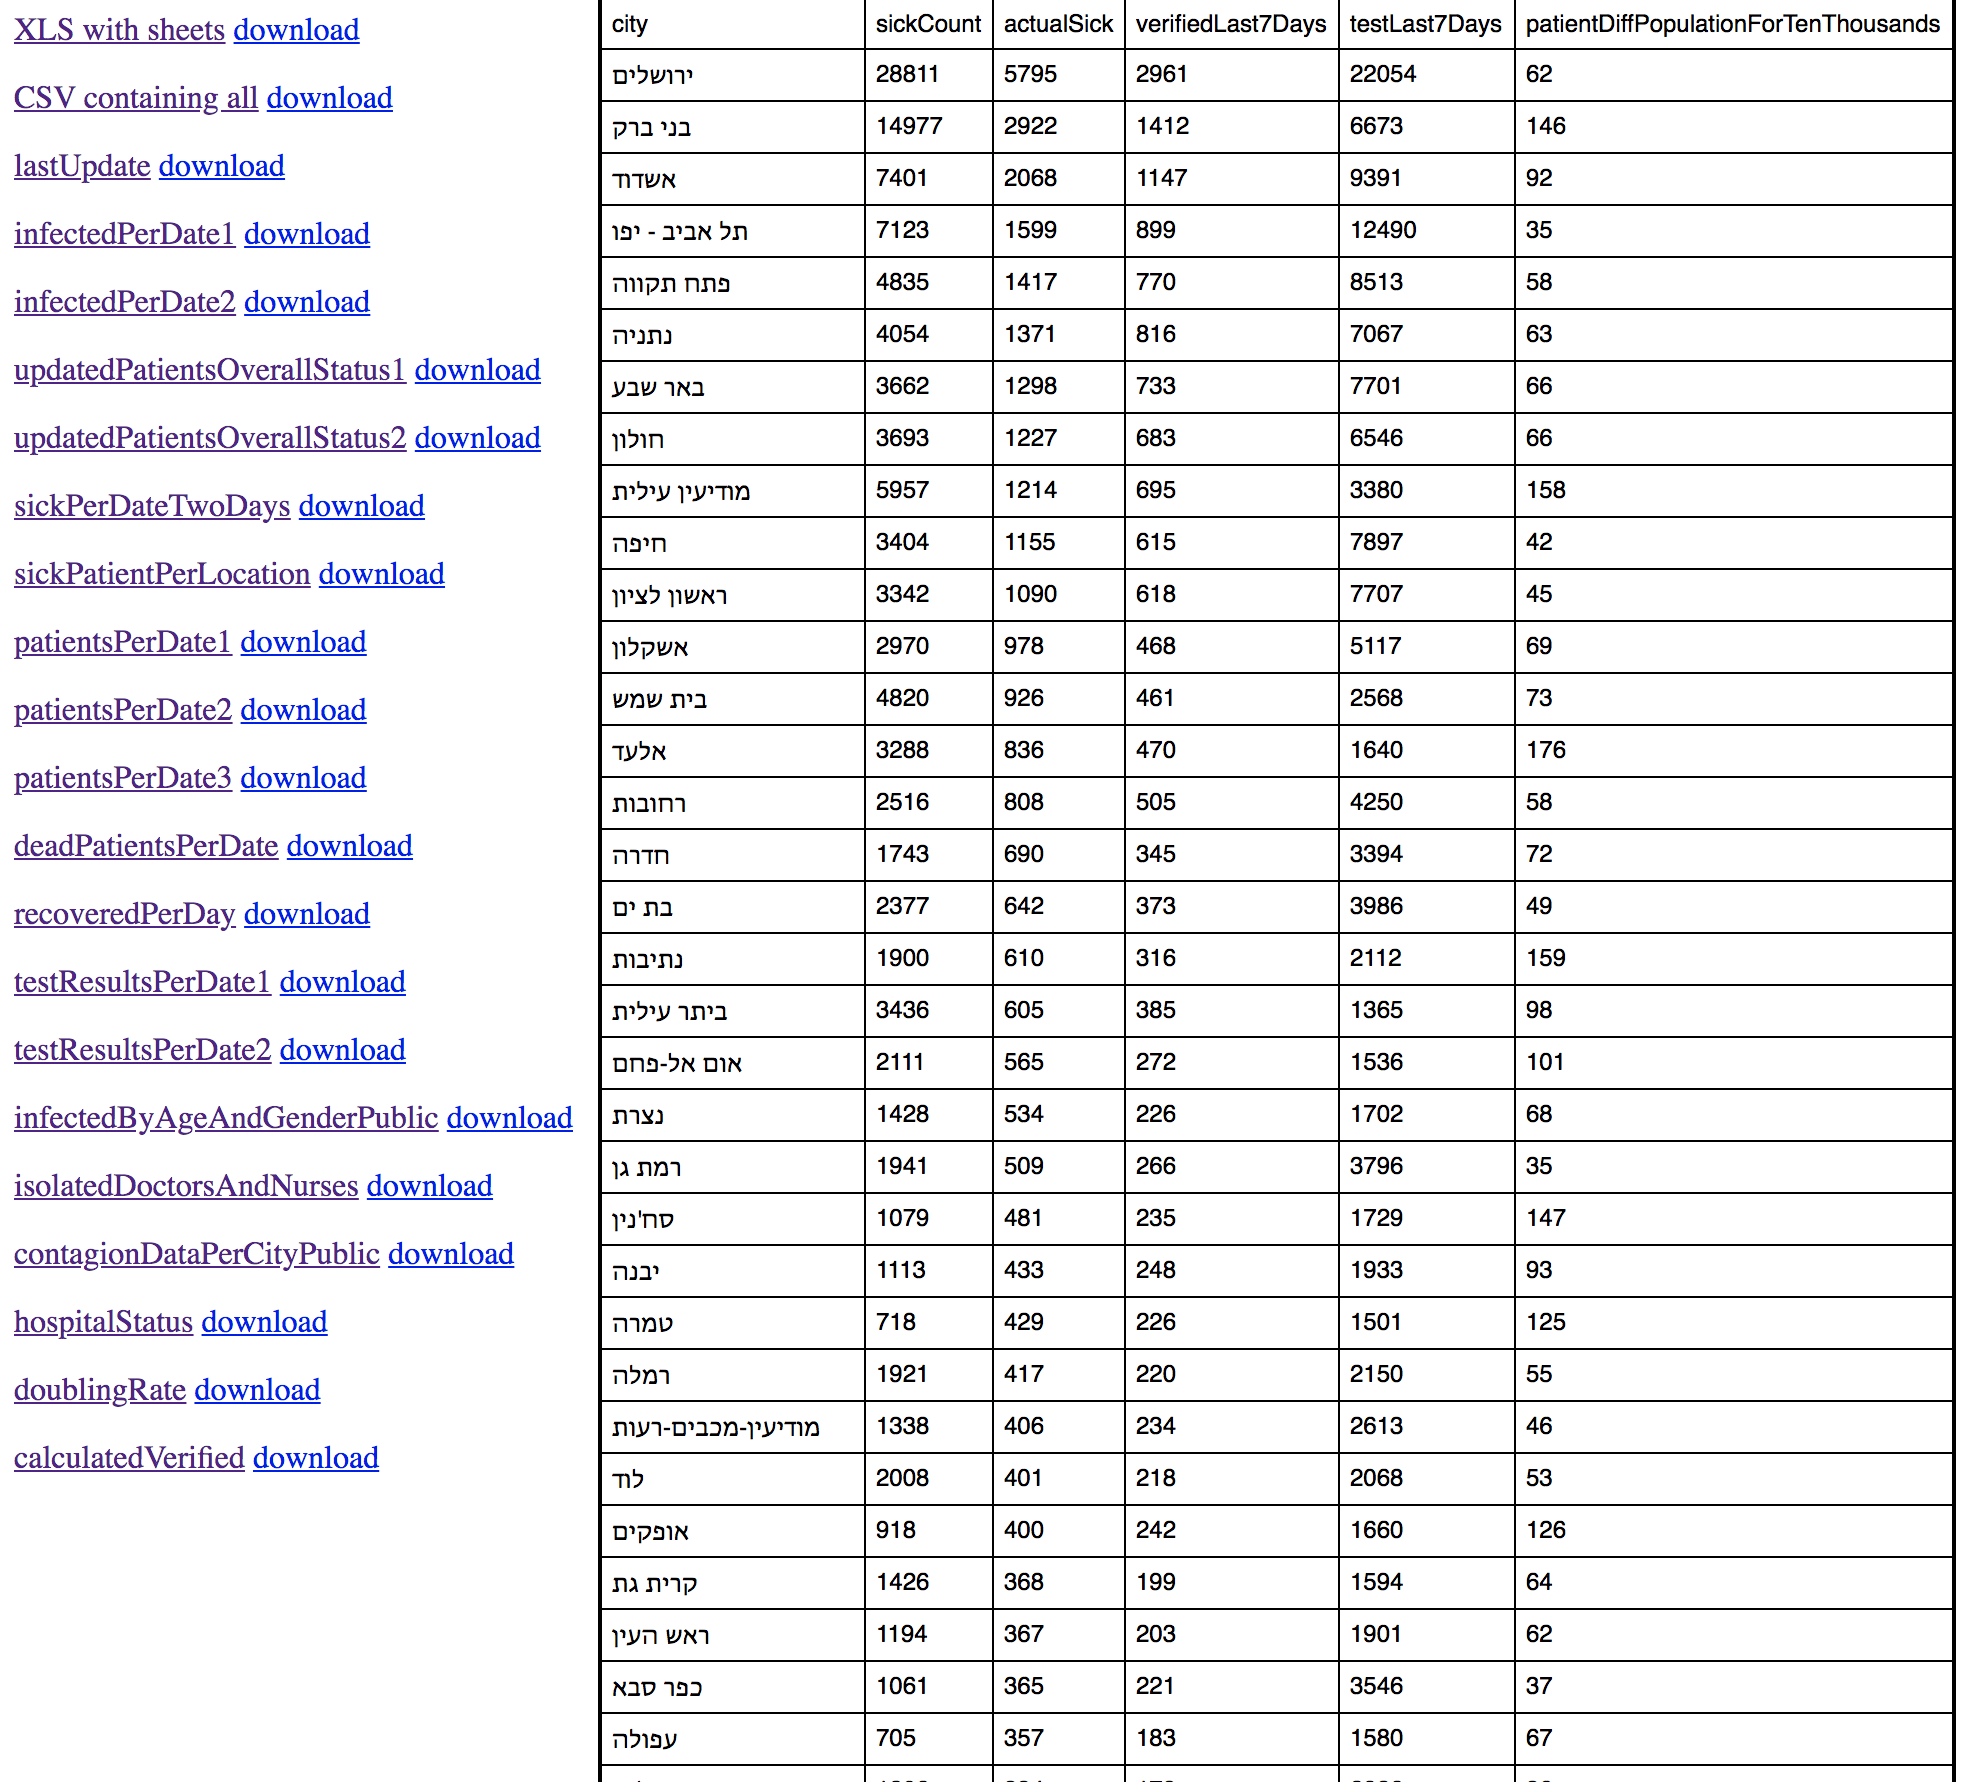 XLS with sheets download
CSV containing all download
lastUpdate download
infectedPerDate1 download
infectedPerDate2 download
updatedPatientsOverallStatus1 download
updatedPatientsOverallStatus2 download
sickPerDateTwoDays download
sickPatientPerLocation download
patientsPerDate1 download
patientsPerDate2 download
patientsPerDate3 download
deadPatientsPerDate download
recoveredPerDay download
testResultsPerDate1 download
testResultsPerDate2 download
infectedByAgeAndGenderPublic download
isolatedDoctorsAndNurses download
contagionDataPerCityPublic download
hospitalStatus download
doublingRate download
calculatedVerified download
city sickCount actualSick verifiedLast7Days testLast7Days patientDiffPopulationForTenThousands
ירושלים 28811 5795 2961 22054 62
בני ברק 14977 2922 1412 6673 146
אשדוד 7401 2068 1147 9391 92
תל אביב - יפו 7123 1599 899 12490 35
פתח תקווה 4835 1417 770 8513 58
נתניה 4054 1371 816 7067 63
באר שבע 3662 1298 733 7701 66
חולון 3693 1227 683 6546 66
מודיעין עילית 5957 1214 695 3380 158
חיפה 3404 1155 615 7897 42
ראשון לציון 3342 1090 618 7707 45
אשקלון 2970 978 468 5117 69
בית שמש 4820 926 461 2568 73
אלעד 3288 836 470 1640 176
רחובות 2516 808 505 4250 58
חדרה 1743 690 345 3394 72
בת ים 2377 642 373 3986 49
נתיבות 1900 610 316 2112 159
ביתר עילית 3436 605 385 1365 98
אום אל-פחם 2111 565 272 1536 101
נצרת 1428 534 226 1702 68
רמת גן 1941 509 266 3796 35
סח'נין 1079 481 235 1729 147
יבנה 1113 433 248 1933 93
טמרה 718 429 226 1501 125
רמלה 1921 417 220 2150 55
מודיעין-מכבים-רעות 1338 406 234 2613 46
לוד 2008 401 218 2068 53
אופקים 918 400 242 1660 126
קרית גת 1426 368 199 1594 64
ראש העין 1194 367 203 1901 62
כפר סבא 1061 365 221 3546 37
עפולה 705 357 183 1580 67